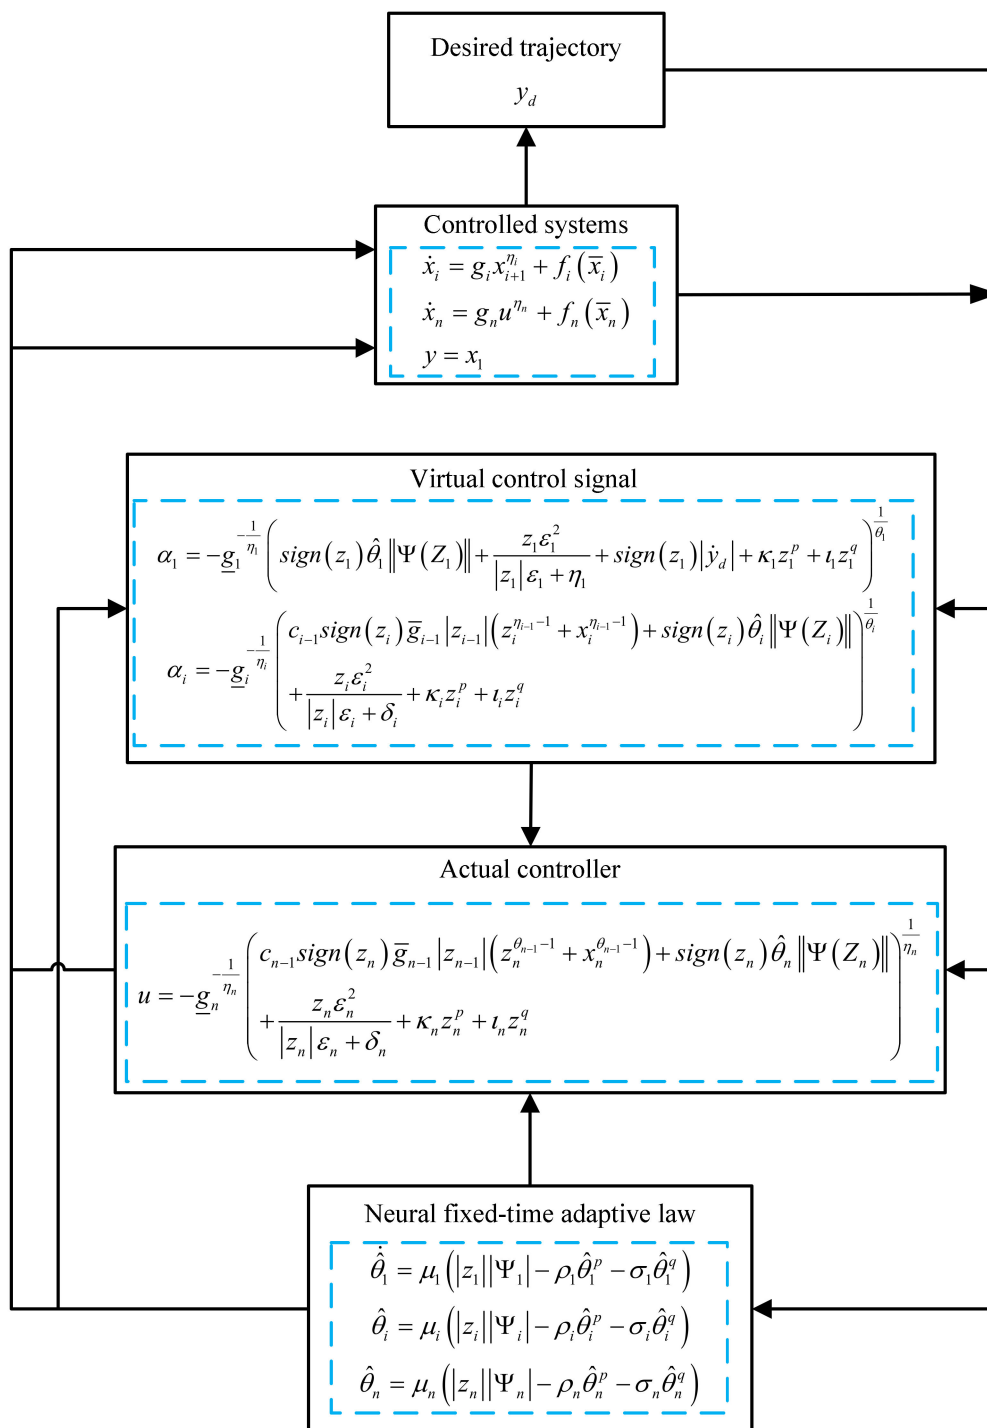 Desired trajectory
y_d
Controlled systems
ẋ_i = g_i x_{i+1}^{η_i} + f_i(x̅_i)
ẋ_n = g_n u^{η_n} + f_n(x̅_n)
y = x_1
Virtual control signal
α_1 = −g̲_1^{−1/η_1} (sign(z_1) θ̂_1 ‖Ψ(Z_1)‖ + z_1 ε_1^2 / (|z_1| ε_1 + η_1) + sign(z_1)|ẏ_d| + κ_1 z_1^p + ι_1 z_1^q)^{1/θ_1}
α_i = −g̲_i^{−1/η_i} (c_{i−1} sign(z_i) g̅_{i−1} |z_{i−1}| (z_i^{η_{i−1}−1} + x_i^{η_{i−1}−1}) + sign(z_i) θ̂_i ‖Ψ(Z_i)‖
+ z_i ε_i^2 / (|z_i| ε_i + δ_i) + κ_i z_i^p + ι_i z_i^q)^{1/θ_i}
Actual controller
u = −g̲_n^{−1/η_n} (c_{n−1} sign(z_n) g̅_{n−1} |z_{n−1}| (z_n^{θ_{n−1}−1} + x_n^{θ_{n−1}−1}) + sign(z_n) θ̂_n ‖Ψ(Z_n)‖
+ z_n ε_n^2 / (|z_n| ε_n + δ_n) + κ_n z_n^p + ι_n z_n^q)^{1/η_n}
Neural fixed-time adaptive law
θ̂̇_1 = μ_1 (|z_1||Ψ_1| − ρ_1 θ̂_1^p − σ_1 θ̂_1^q)
θ̂_i = μ_i (|z_i||Ψ_i| − ρ_i θ̂_i^p − σ_i θ̂_i^q)
θ̂_n = μ_n (|z_n||Ψ_n| − ρ_n θ̂_n^p − σ_n θ̂_n^q)